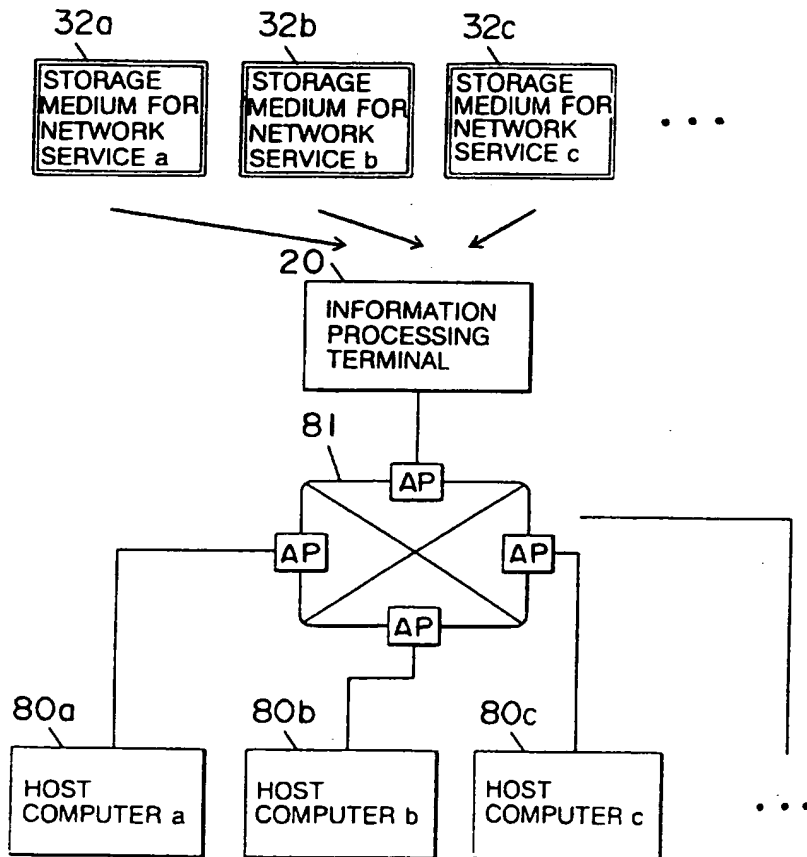 32a
32b
32c
STORAGE
MEDIUM FOR
NETWORK
SERVICE a
STORAGE
MEDIUM FOR
NETWORK
SERVICE b
STORAGE
MEDIUM FOR
NETWORK
SERVICE c
20
INFORMATION
PROCESSING
TERMINAL
81
AP
AP
AP
AP
80a
80b
80c
HOST
COMPUTER a
HOST
COMPUTER b
HOST
COMPUTER c